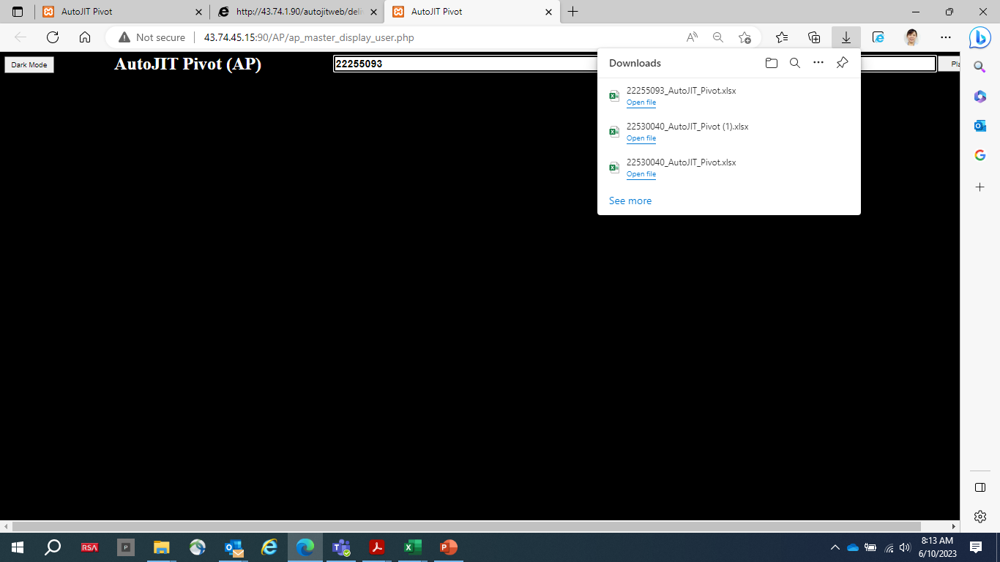 AutoJIT Pivot
http://43.74.1.90/autojitweb/deli
AutoJIT Pivot
Not secure
43.74.45.15:90/AP/ap_master_display_user.php
Dark Mode
AutoJIT Pivot (AP)
22255093
Pla
Downloads
22255093_AutoJIT_Pivot.xlsx
Open file
22530040_AutoJIT_Pivot (1).xlsx
Open file
22530040_AutoJIT_Pivot.xlsx
Open file
See more
RSA
P
8:13 AM
6/10/2023